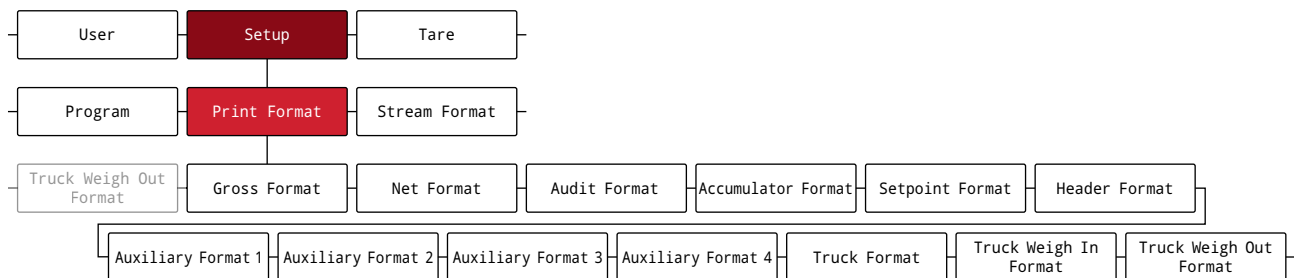 User
Setup
Tare
Program
Print Format
Stream Format
Truck Weigh Out
Format
Gross Format
Net Format
Audit Format
Accumulator Format
Setpoint Format
Header Format
Auxiliary Format 1
Auxiliary Format 2
Auxiliary Format 3
Auxiliary Format 4
Truck Format
Truck Weigh In
Format
Truck Weigh Out
Format